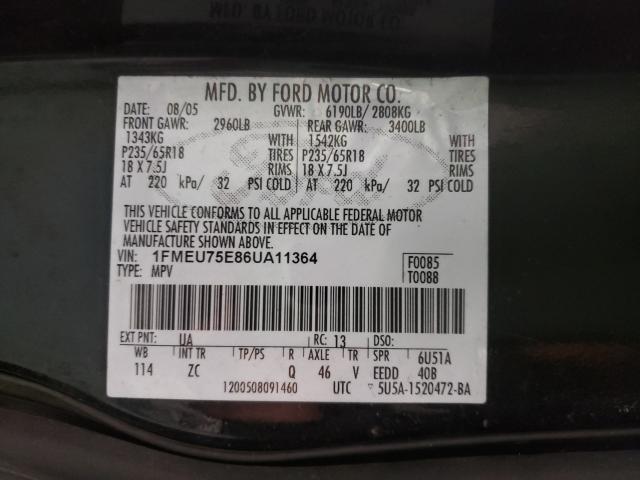 MFD. BY FORD MOTOR CO.
DATE: 08/05 GVWR: 6190LB/ 2808KG
FRONT GAWR: 2960LB REAR GAWR: 3400LB
1343KG WITH 1542KG WITH
P235/65R18 TIRES P235/65R18 TIRES
18 X 7.5J RIMS 18 X 7.5J RIMS
AT 220 kPa/ 32 PSI COLD AT 220 kPa/ 32 PSI COLD
THIS VEHICLE CONFORMS TO ALL APPLICABLE FEDERAL MOTOR
VEHICLE SAFETY STANDARDS IN EFFECT ON THE DATE OF
MANUFACTURE SHOWN ABOVE.
VIN: 1FMEU75E86UA11364 F0085
TYPE: MPV T0088
EXT PNT: UA RC: 13 DSO:
WB INT TR TP/PS R AXLE TR SPR 6U51A
114 ZC Q 46 V EEDD 40B
1200508091460 UTC 5U5A-1520472-BA